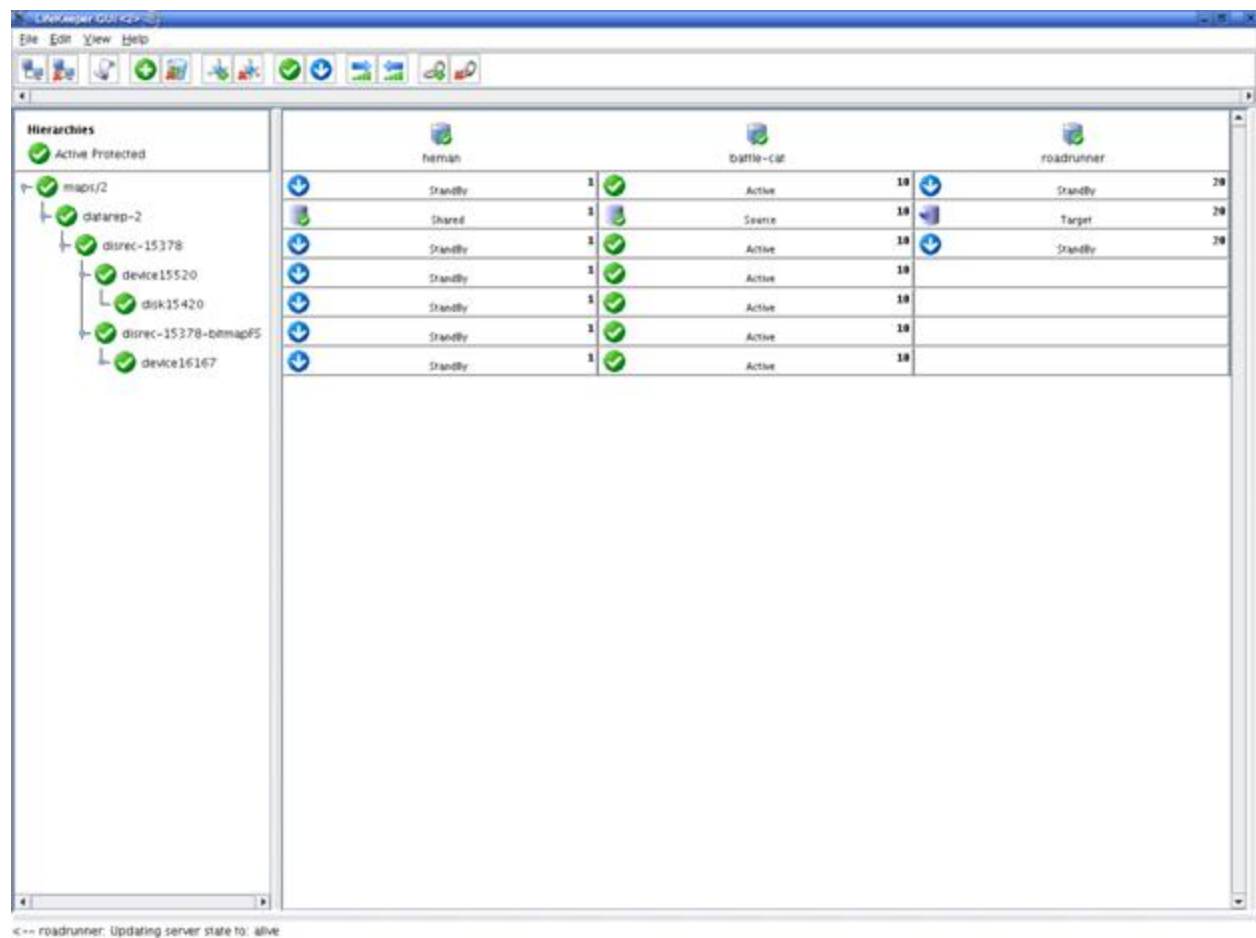 LifeKeeper GUI <2>
File Edit View Help
Hierarchies
Active Protected
heman battle-cat roadrunner
maps/2 StandBy 1 Active 10 StandBy 20
datarep-2 Shared 1 Source 10 Target 20
disrec-15378 StandBy 1 Active 10 StandBy 20
device15520 StandBy 1 Active 10
disk15420 StandBy 1 Active 10
disrec-15378-bitmapFS StandBy 1 Active 10
device16167 StandBy 1 Active 10
<-- roadrunner: Updating server state to: alive